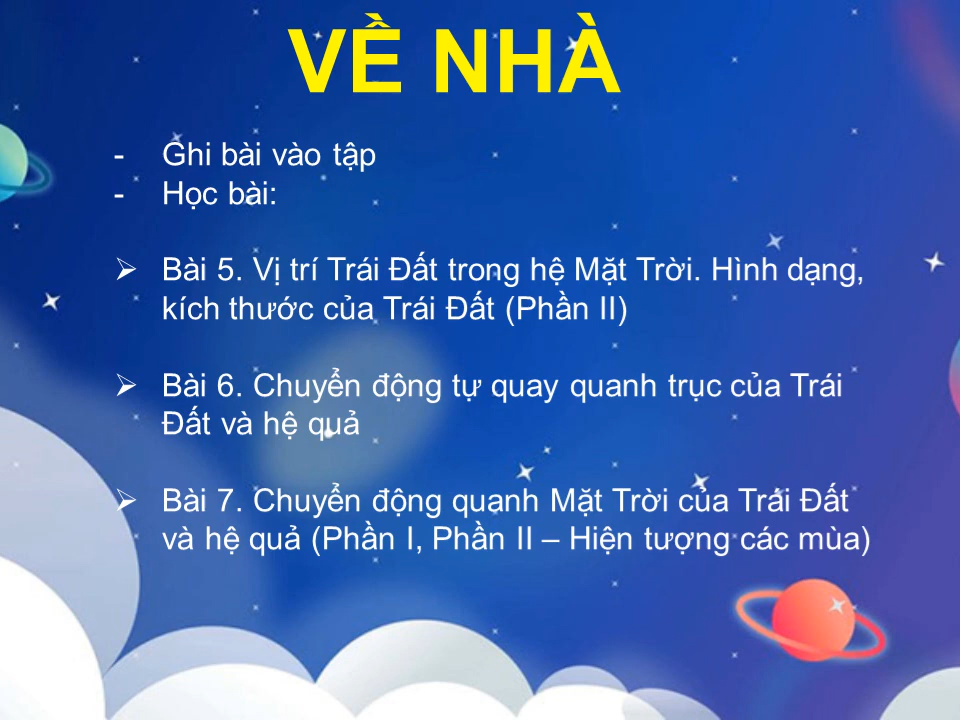 VỀ NHÀ
- Ghi bài vào tập
- Học bài:
➢ Bài 5. Vị trí Trái Đất trong hệ Mặt Trời. Hình dạng,
kích thước của Trái Đất (Phần II)
➢ Bài 6. Chuyển động tự quay quanh trục của Trái
Đất và hệ quả
➢ Bài 7. Chuyển động quanh Mặt Trời của Trái Đất
và hệ quả (Phần I, Phần II – Hiện tượng các mùa)